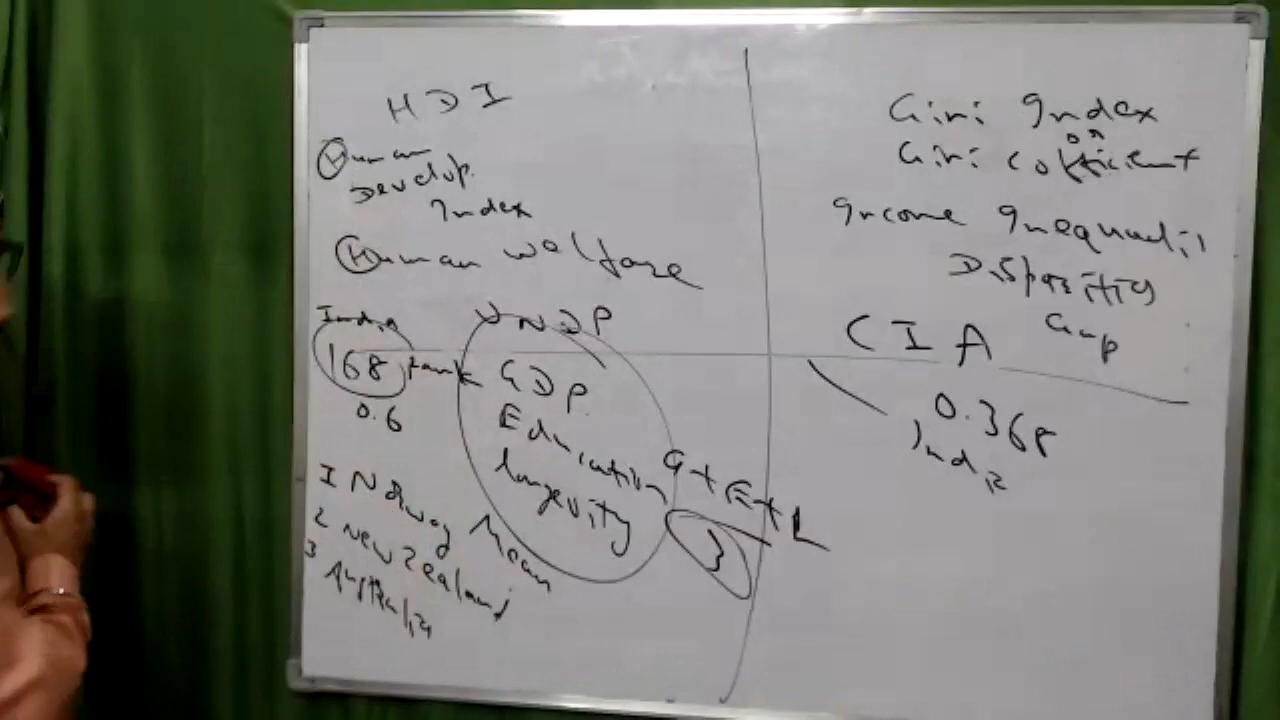 HDI
Human
Develop.
Index
Human welfare
India
168 rank
0.6
UNDP
GDP
Education
longevity
Mean
G+E+L
3
1 Norway
2 New Zealand
3 Australia
Gini Index
or
Gini cofficient
Income Inequality
Disparity
Gap
CIA
0.368
India